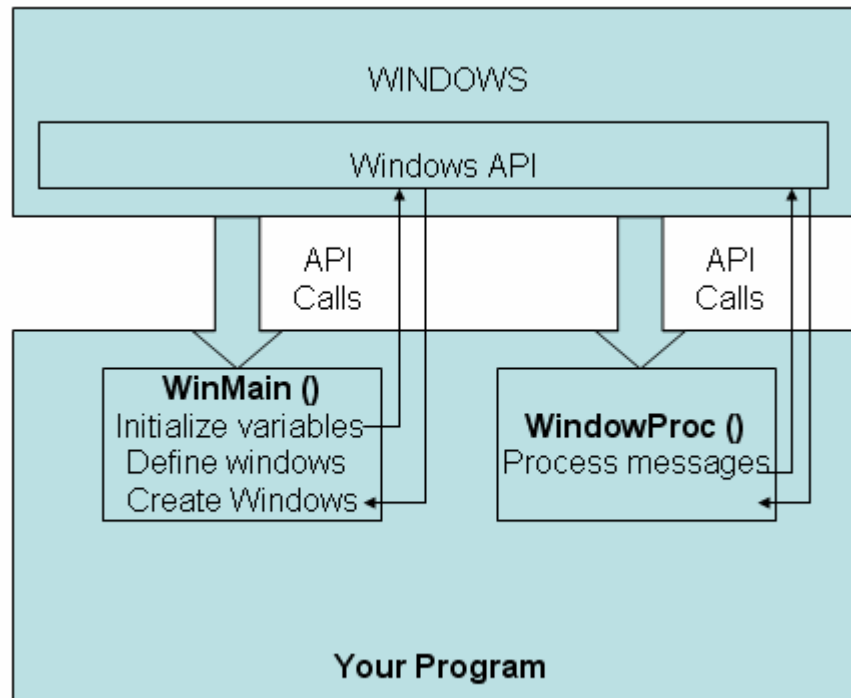 WINDOWS
Windows API
API
Calls
API
Calls
WinMain ()
Initialize variables
Define windows
Create Windows
WindowProc ()
Process messages
Your Program